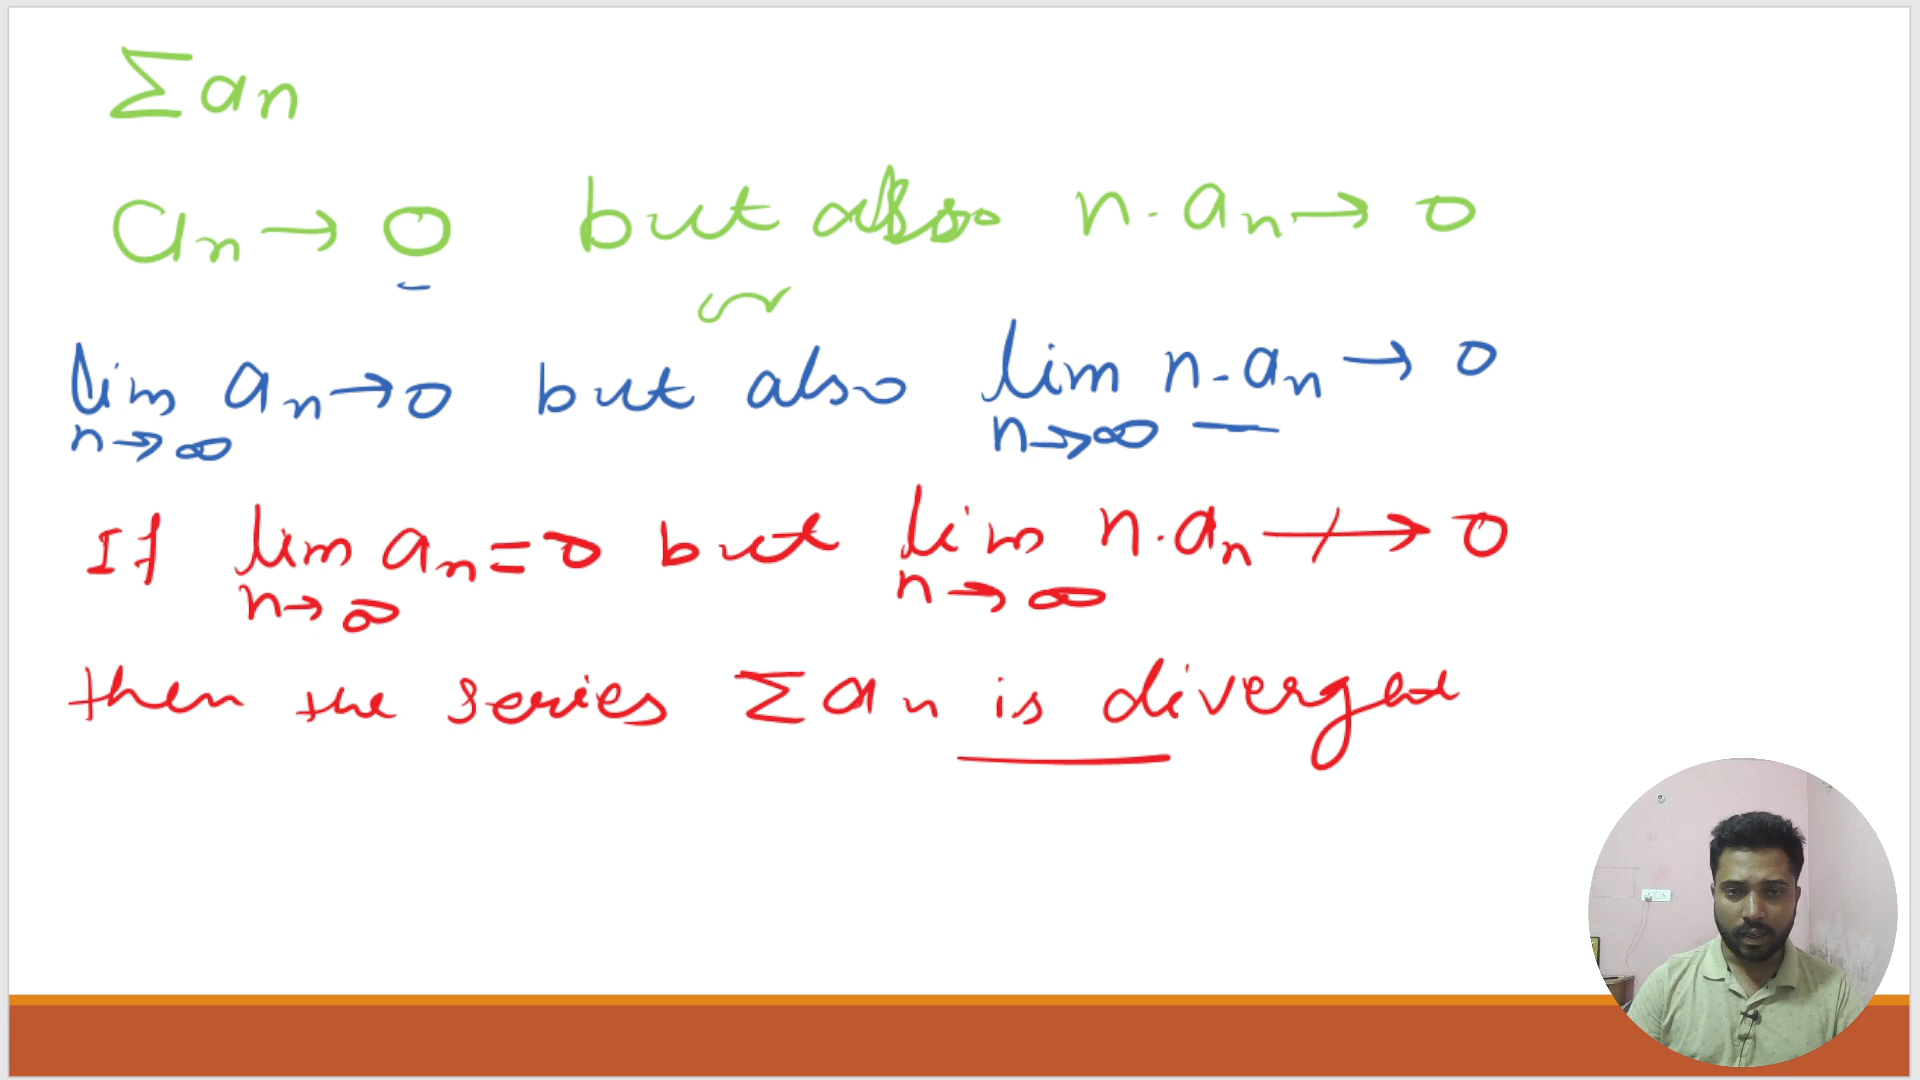 Σan
an → 0 but also n. an → 0
or
lim an → 0 but also lim n. an → 0
n → ∞ n → ∞
If lim an = 0 but lim n. an ↛ 0
n → ∞ n → ∞
then the series Σan is divergent